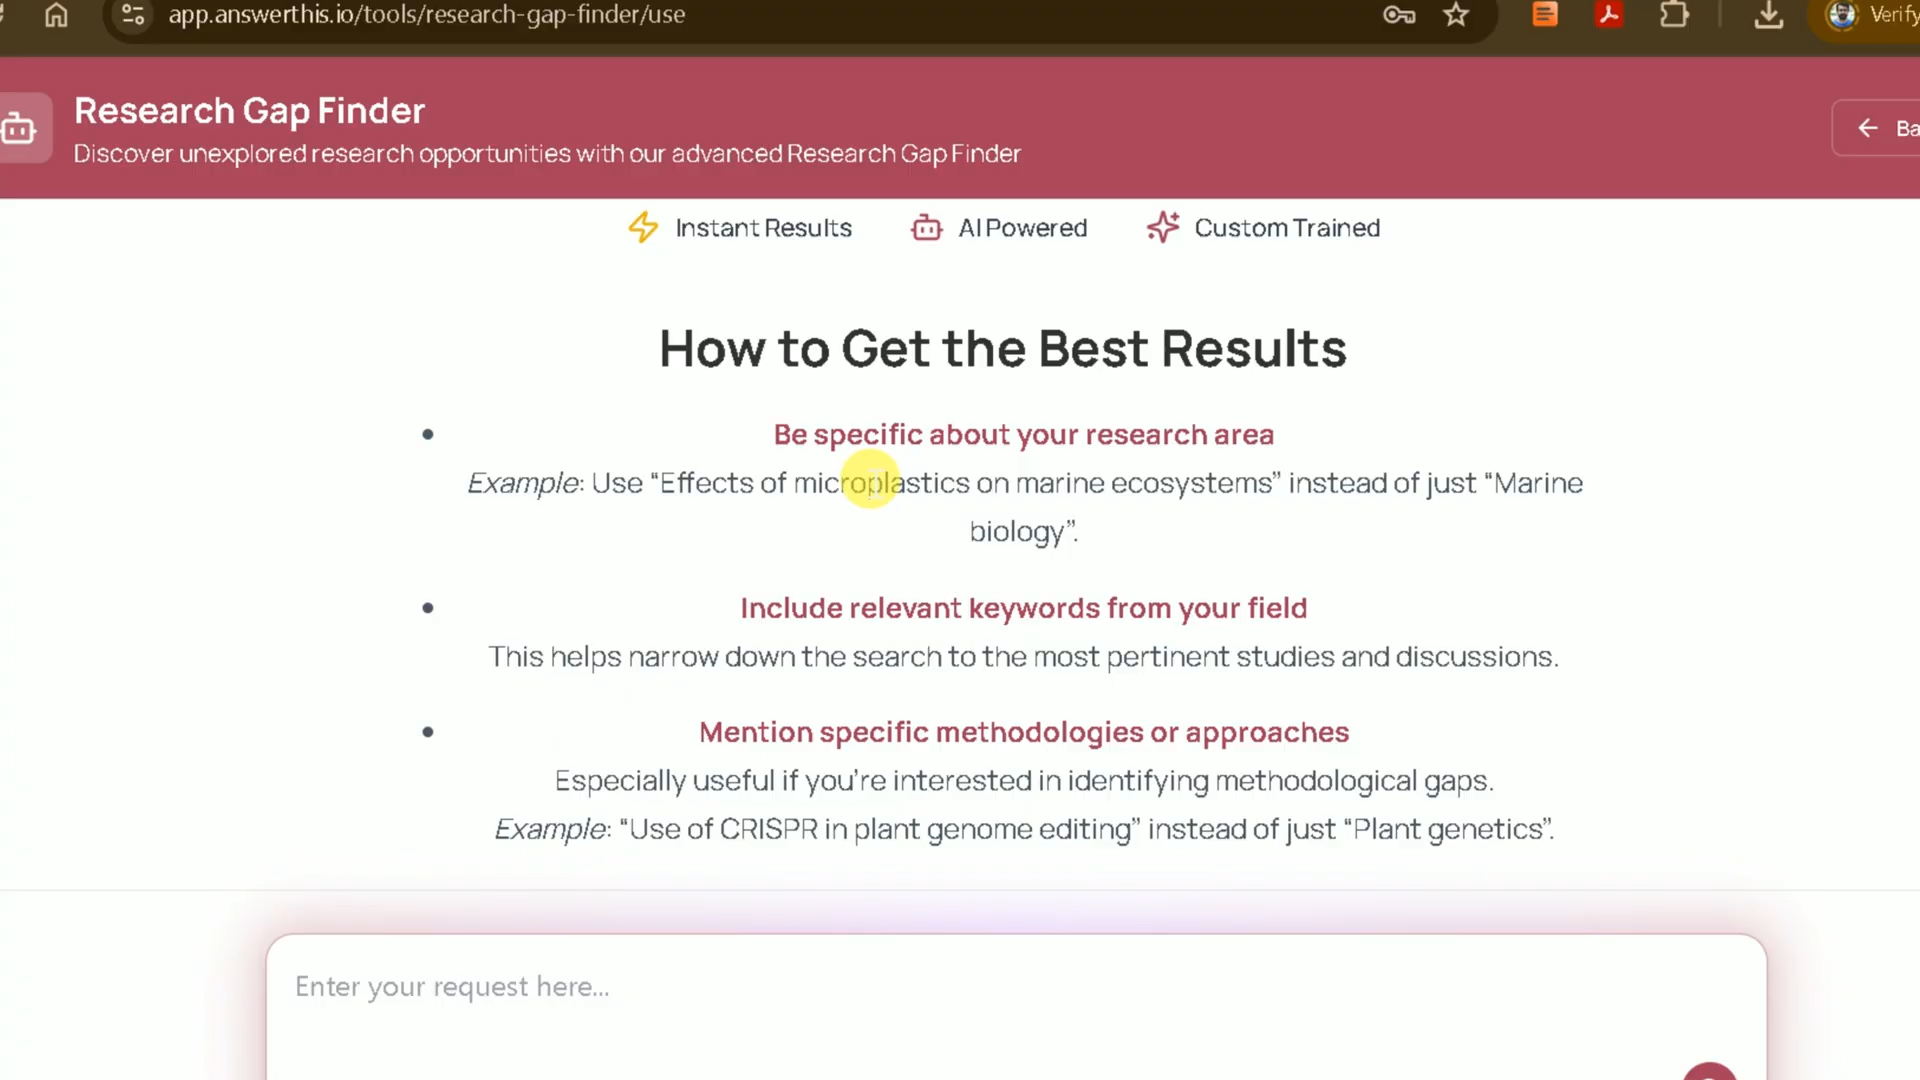 app.answerthis.io/tools/research-gap-finder/use
Verify
Research Gap Finder
Discover unexplored research opportunities with our advanced Research Gap Finder
Instant Results
AI Powered
Custom Trained
How to Get the Best Results
• Be specific about your research area
Example: Use “Effects of microplastics on marine ecosystems” instead of just “Marine
biology”.
• Include relevant keywords from your field
This helps narrow down the search to the most pertinent studies and discussions.
• Mention specific methodologies or approaches
Especially useful if you’re interested in identifying methodological gaps.
Example: “Use of CRISPR in plant genome editing” instead of just “Plant genetics”.
Enter your request here...